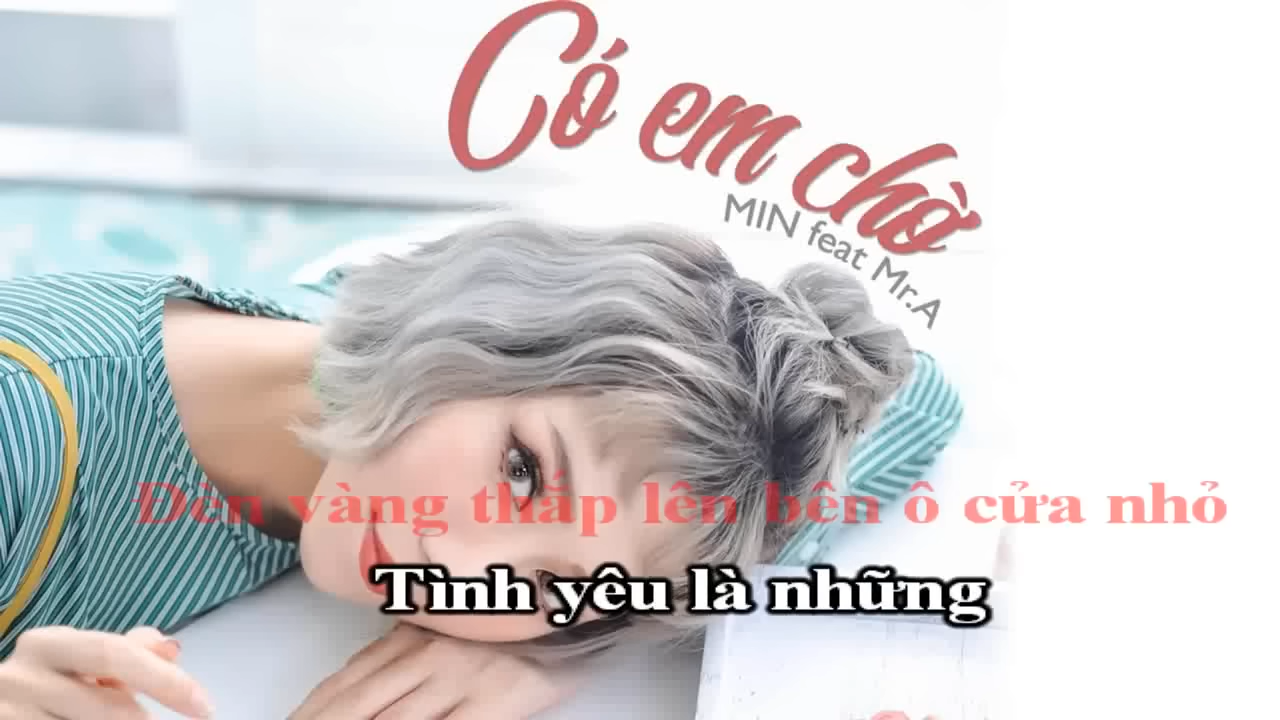 Có em chờ
MIN feat Mr.A
Đèn vàng thắp lên bên ô cửa nhỏ
Tình yêu là những